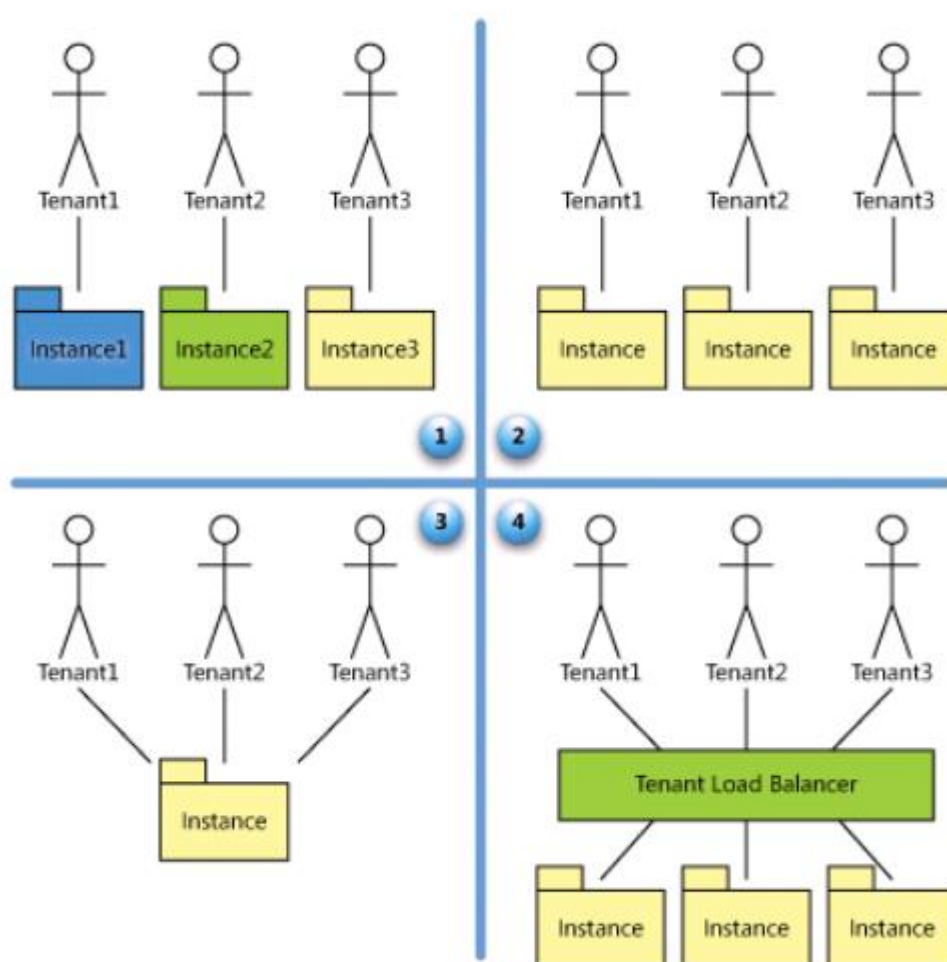 Tenant1 Tenant2 Tenant3
Instance1 Instance2 Instance3
1
Tenant1 Tenant2 Tenant3
Instance Instance Instance
2
3
Tenant1 Tenant2 Tenant3
Instance
4
Tenant1 Tenant2 Tenant3
Tenant Load Balancer
Instance Instance Instance